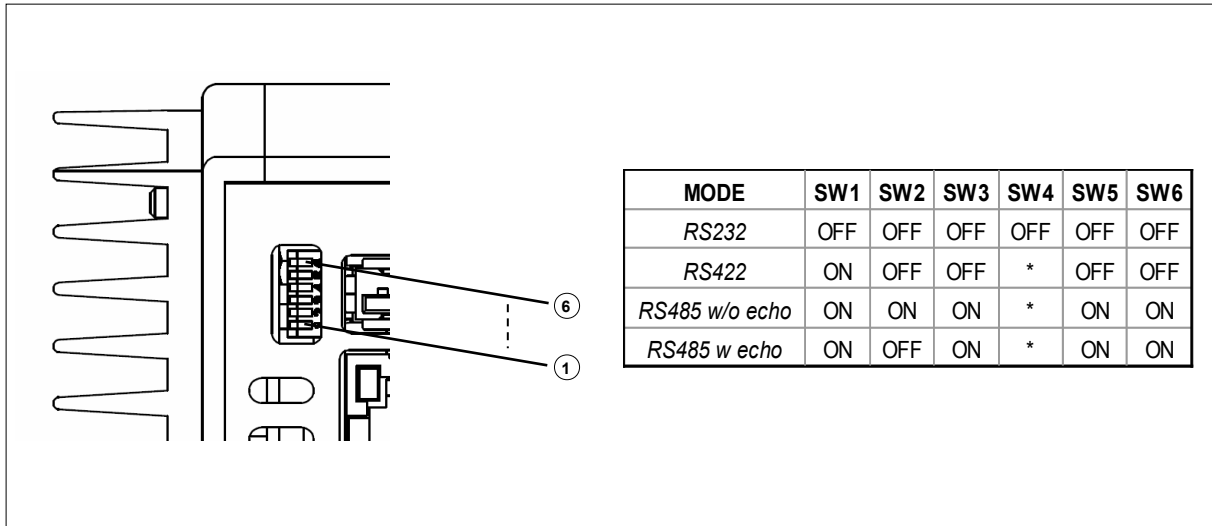 6
1
MODE SW1 SW2 SW3 SW4 SW5 SW6
RS232 OFF OFF OFF OFF OFF OFF
RS422 ON OFF OFF * OFF OFF
RS485 w/o echo ON ON ON * ON ON
RS485 w echo ON OFF ON * ON ON